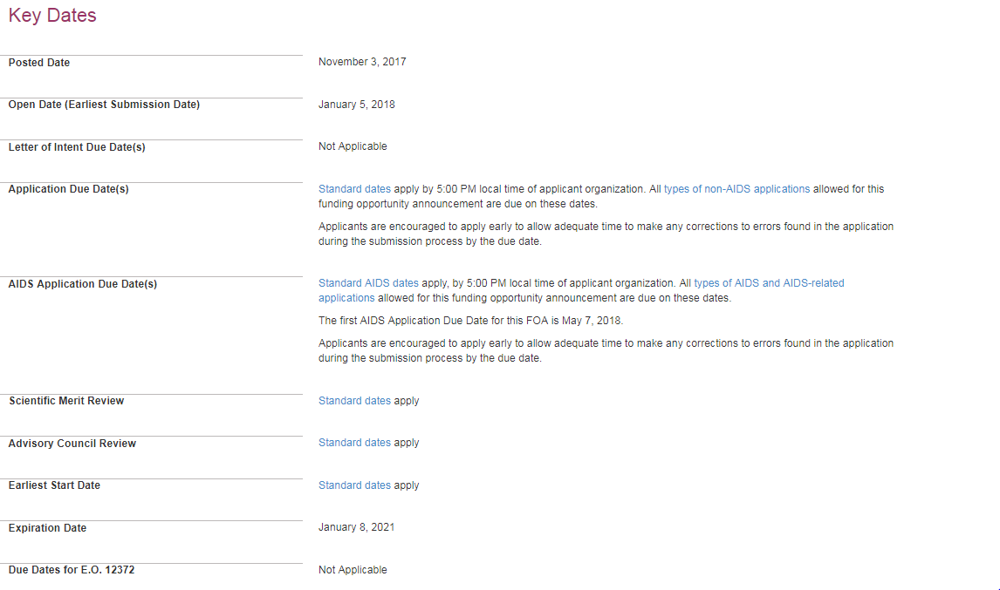 Key Dates
Posted Date
November 3, 2017
Open Date (Earliest Submission Date)
January 5, 2018
Letter of Intent Due Date(s)
Not Applicable
Application Due Date(s)
Standard dates apply by 5:00 PM local time of applicant organization. All types of non-AIDS applications allowed for this
funding opportunity announcement are due on these dates.
Applicants are encouraged to apply early to allow adequate time to make any corrections to errors found in the application
during the submission process by the due date.
AIDS Application Due Date(s)
Standard AIDS dates apply, by 5:00 PM local time of applicant organization. All types of AIDS and AIDS-related
applications allowed for this funding opportunity announcement are due on these dates.
The first AIDS Application Due Date for this FOA is May 7, 2018.
Applicants are encouraged to apply early to allow adequate time to make any corrections to errors found in the application
during the submission process by the due date.
Scientific Merit Review
Standard dates apply
Advisory Council Review
Standard dates apply
Earliest Start Date
Standard dates apply
Expiration Date
January 8, 2021
Due Dates for E.O. 12372
Not Applicable